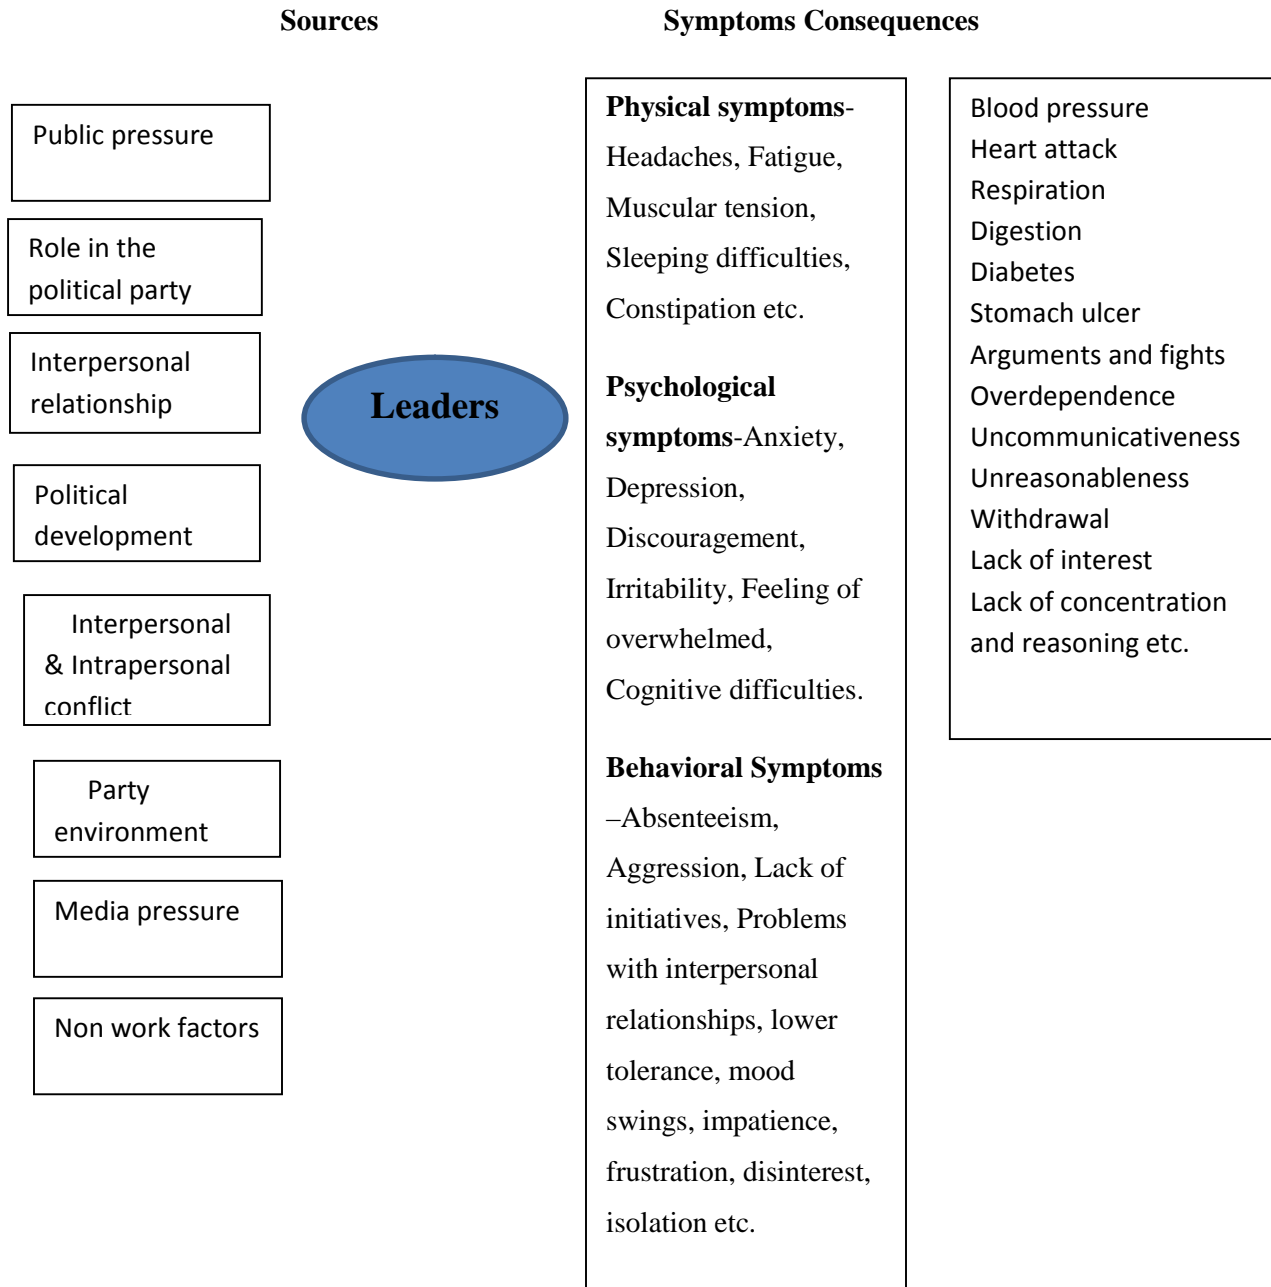 Sources
Symptoms Consequences
Public pressure
Role in the
political party
Interpersonal
relationship
Political
development
Interpersonal
& Intrapersonal
conflict
Party
environment
Media pressure
Non work factors
Leaders
Physical symptoms-
Headaches, Fatigue,
Muscular tension,
Sleeping difficulties,
Constipation etc.
Psychological
symptoms-Anxiety,
Depression,
Discouragement,
Irritability, Feeling of
overwhelmed,
Cognitive difficulties.
Behavioral Symptoms
–Absenteeism,
Aggression, Lack of
initiatives, Problems
with interpersonal
relationships, lower
tolerance, mood
swings, impatience,
frustration, disinterest,
isolation etc.
Blood pressure
Heart attack
Respiration
Digestion
Diabetes
Stomach ulcer
Arguments and fights
Overdependence
Uncommunicativeness
Unreasonableness
Withdrawal
Lack of interest
Lack of concentration
and reasoning etc.